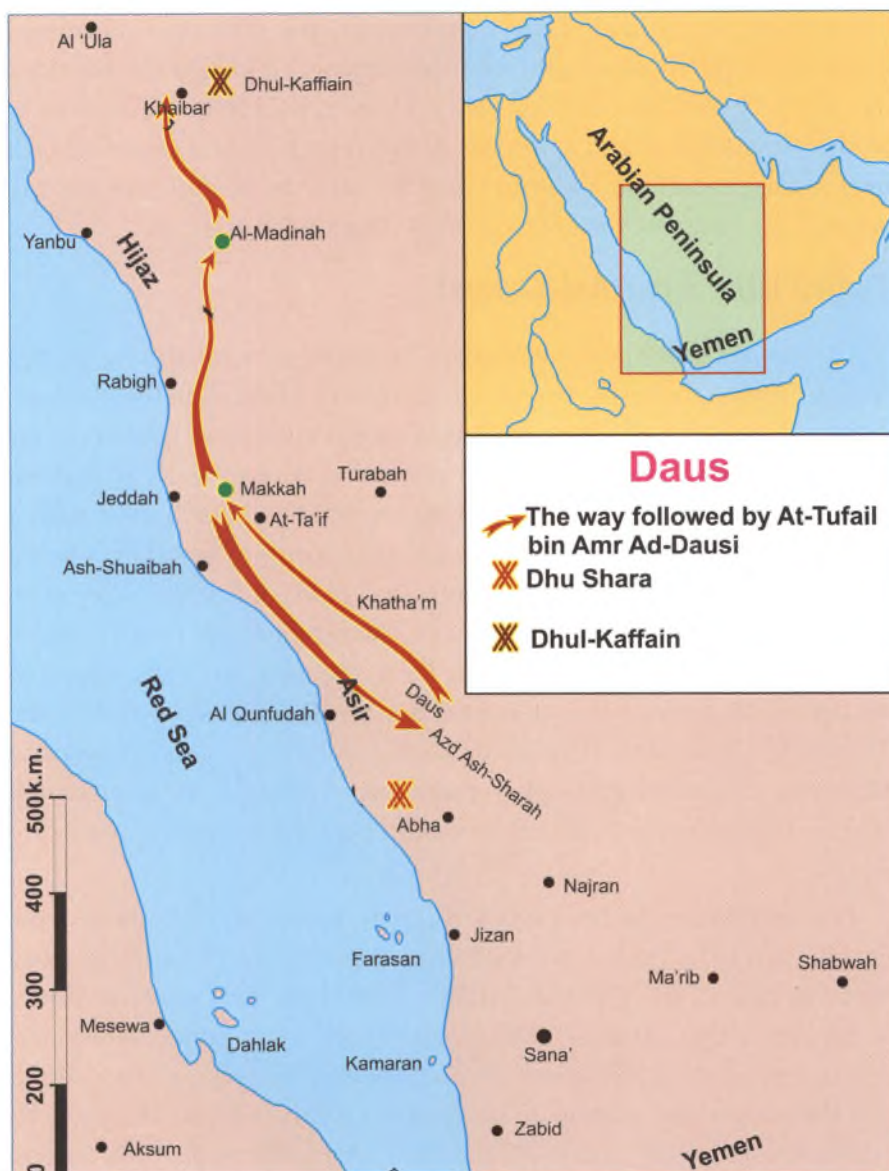 Al ‘Ula
Dhul-Kaffiain
Khaibar
Al-Madinah
Yanbu
Hijaz
Rabigh
Makkah
Turabah
Jeddah
At-Ta’if
Ash-Shuaibah
Khatha’m
Daus
Asir
Al Qunfudah
Azd Ash-Sharah
Red Sea
Abha
Najran
Jizan
Farasan
Ma’rib
Shabwah
Mesewa
Dahlak
Sana’
Kamaran
Zabid
Aksum
Yemen
500k.m.
400
300
200
Arabian Peninsula
Yemen
Daus
The way followed by At-Tufail
bin Amr Ad-Dausi
Dhu Shara
Dhul-Kaffain